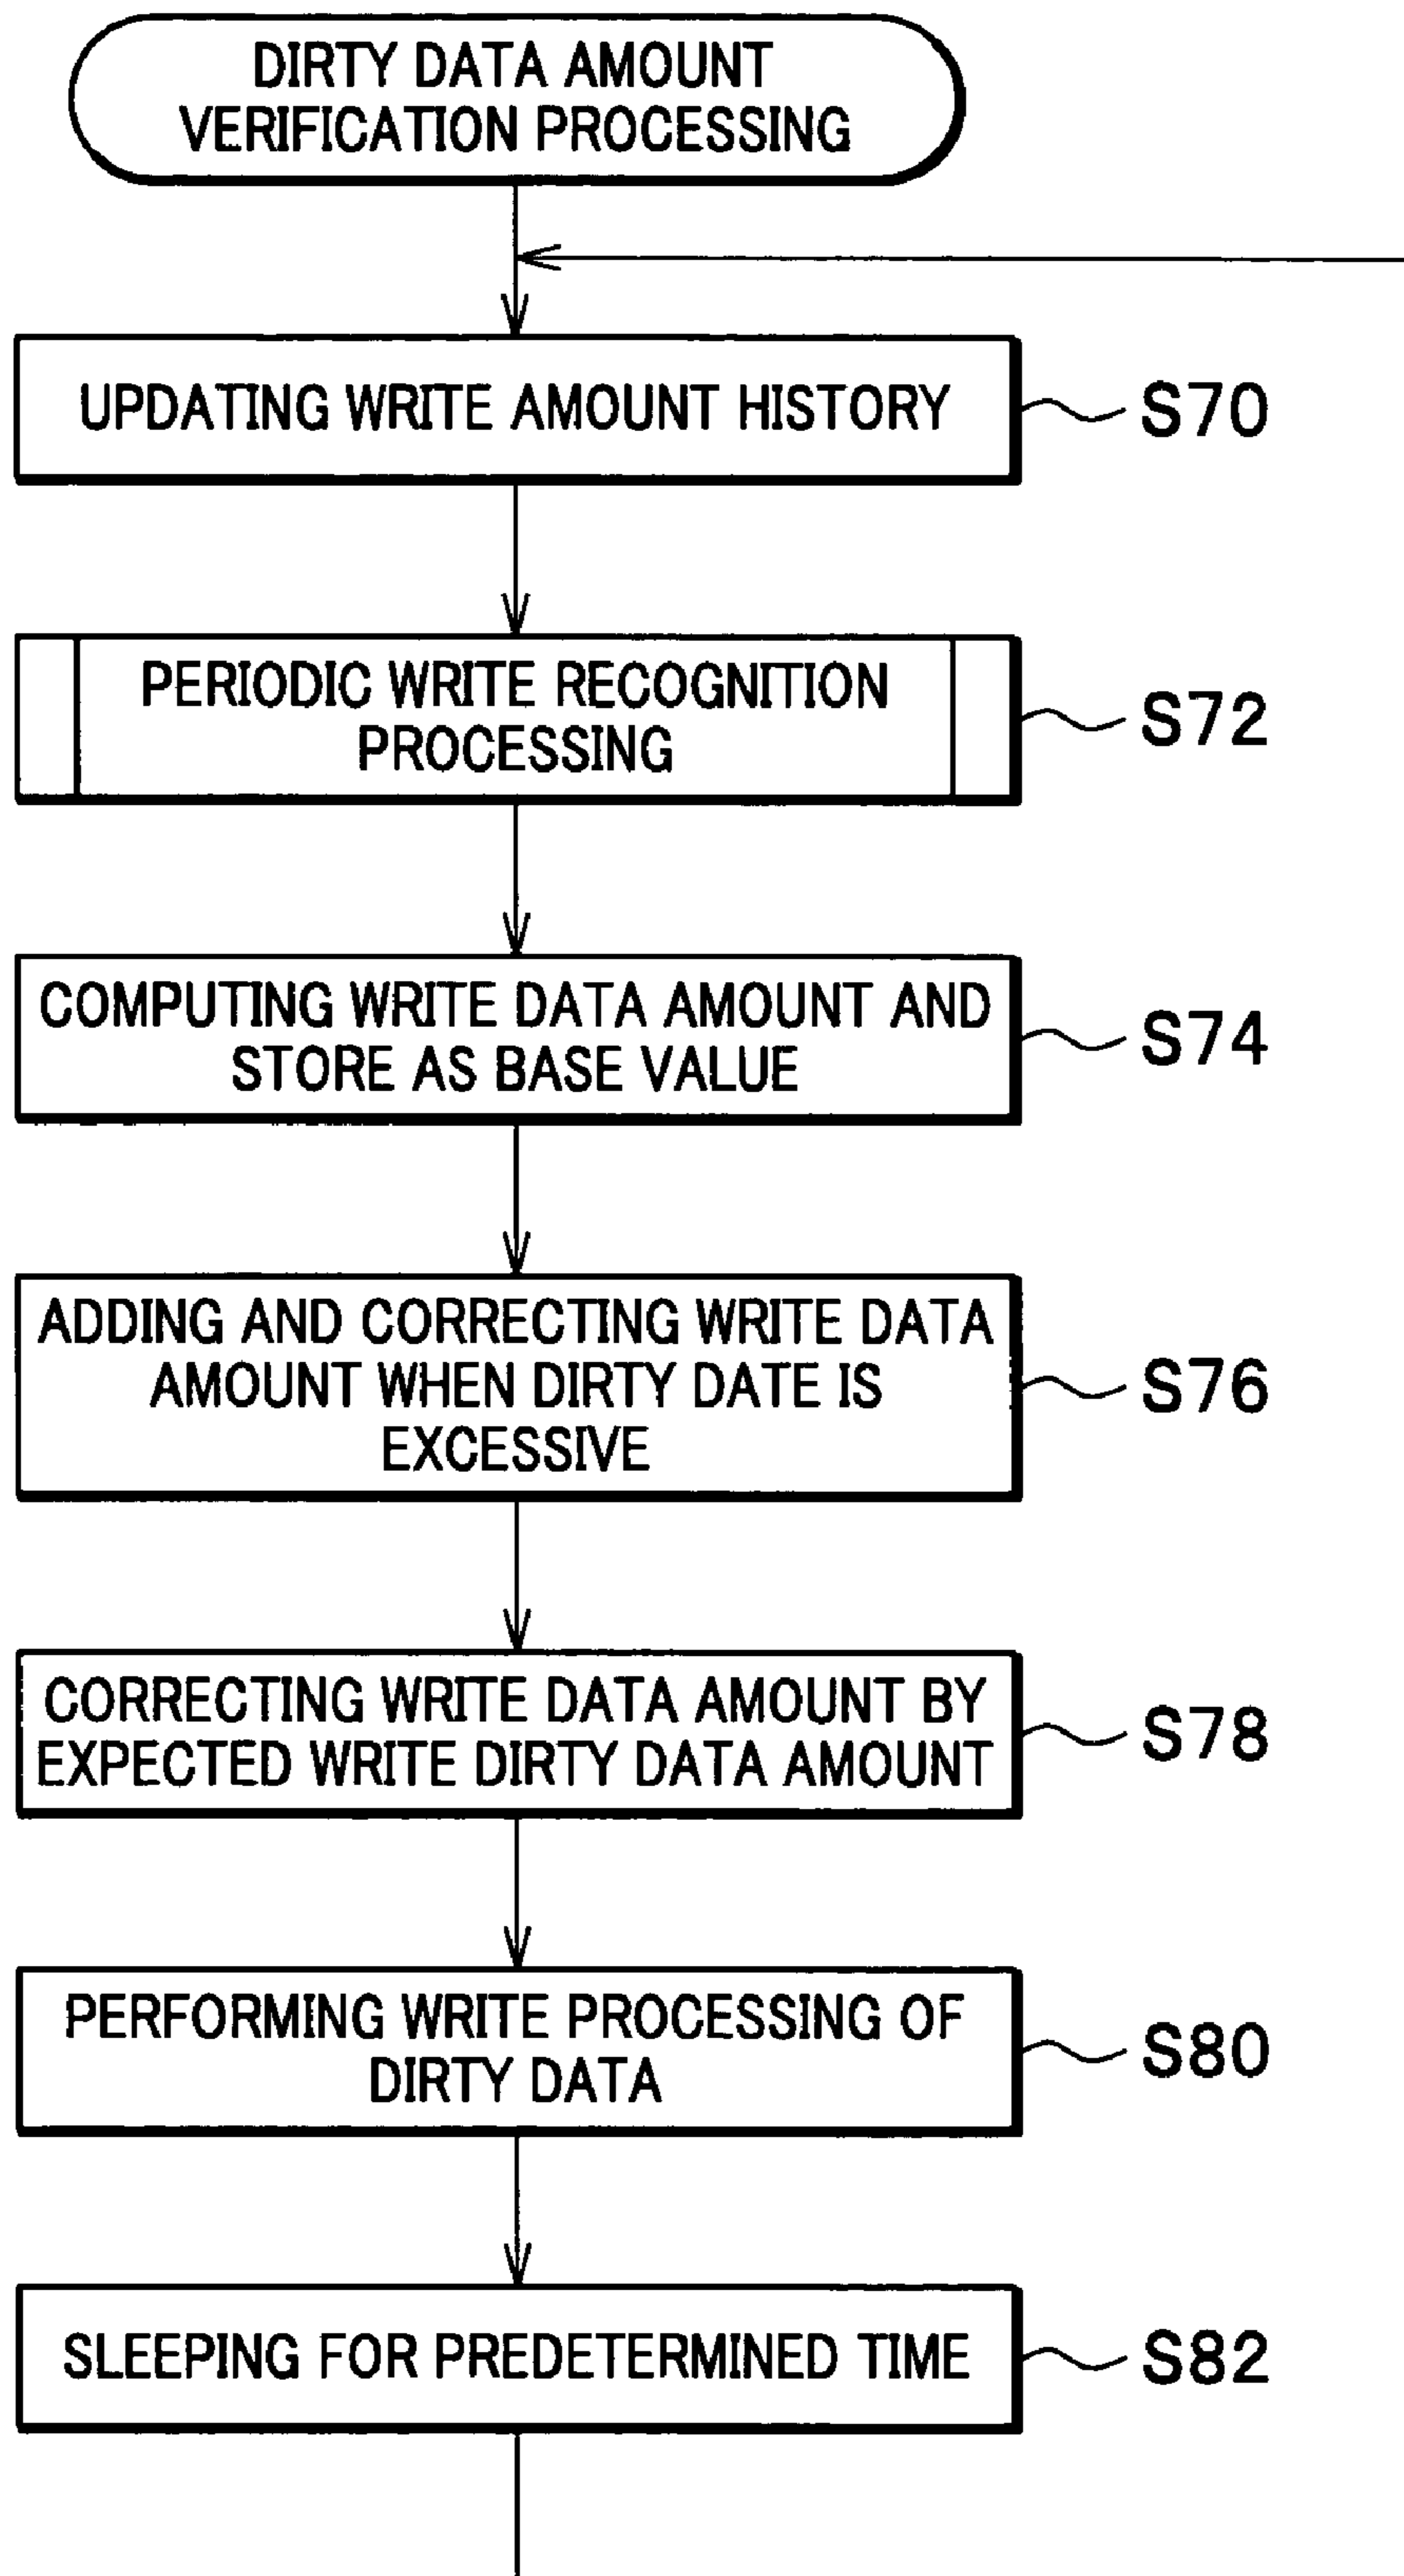 DIRTY DATA AMOUNT
VERIFICATION PROCESSING
UPDATING WRITE AMOUNT HISTORY
S70
PERIODIC WRITE RECOGNITION
PROCESSING
S72
COMPUTING WRITE DATA AMOUNT AND
STORE AS BASE VALUE
S74
ADDING AND CORRECTING WRITE DATA
AMOUNT WHEN DIRTY DATE IS
EXCESSIVE
S76
CORRECTING WRITE DATA AMOUNT BY
EXPECTED WRITE DIRTY DATA AMOUNT
S78
PERFORMING WRITE PROCESSING OF
DIRTY DATA
S80
SLEEPING FOR PREDETERMINED TIME
S82